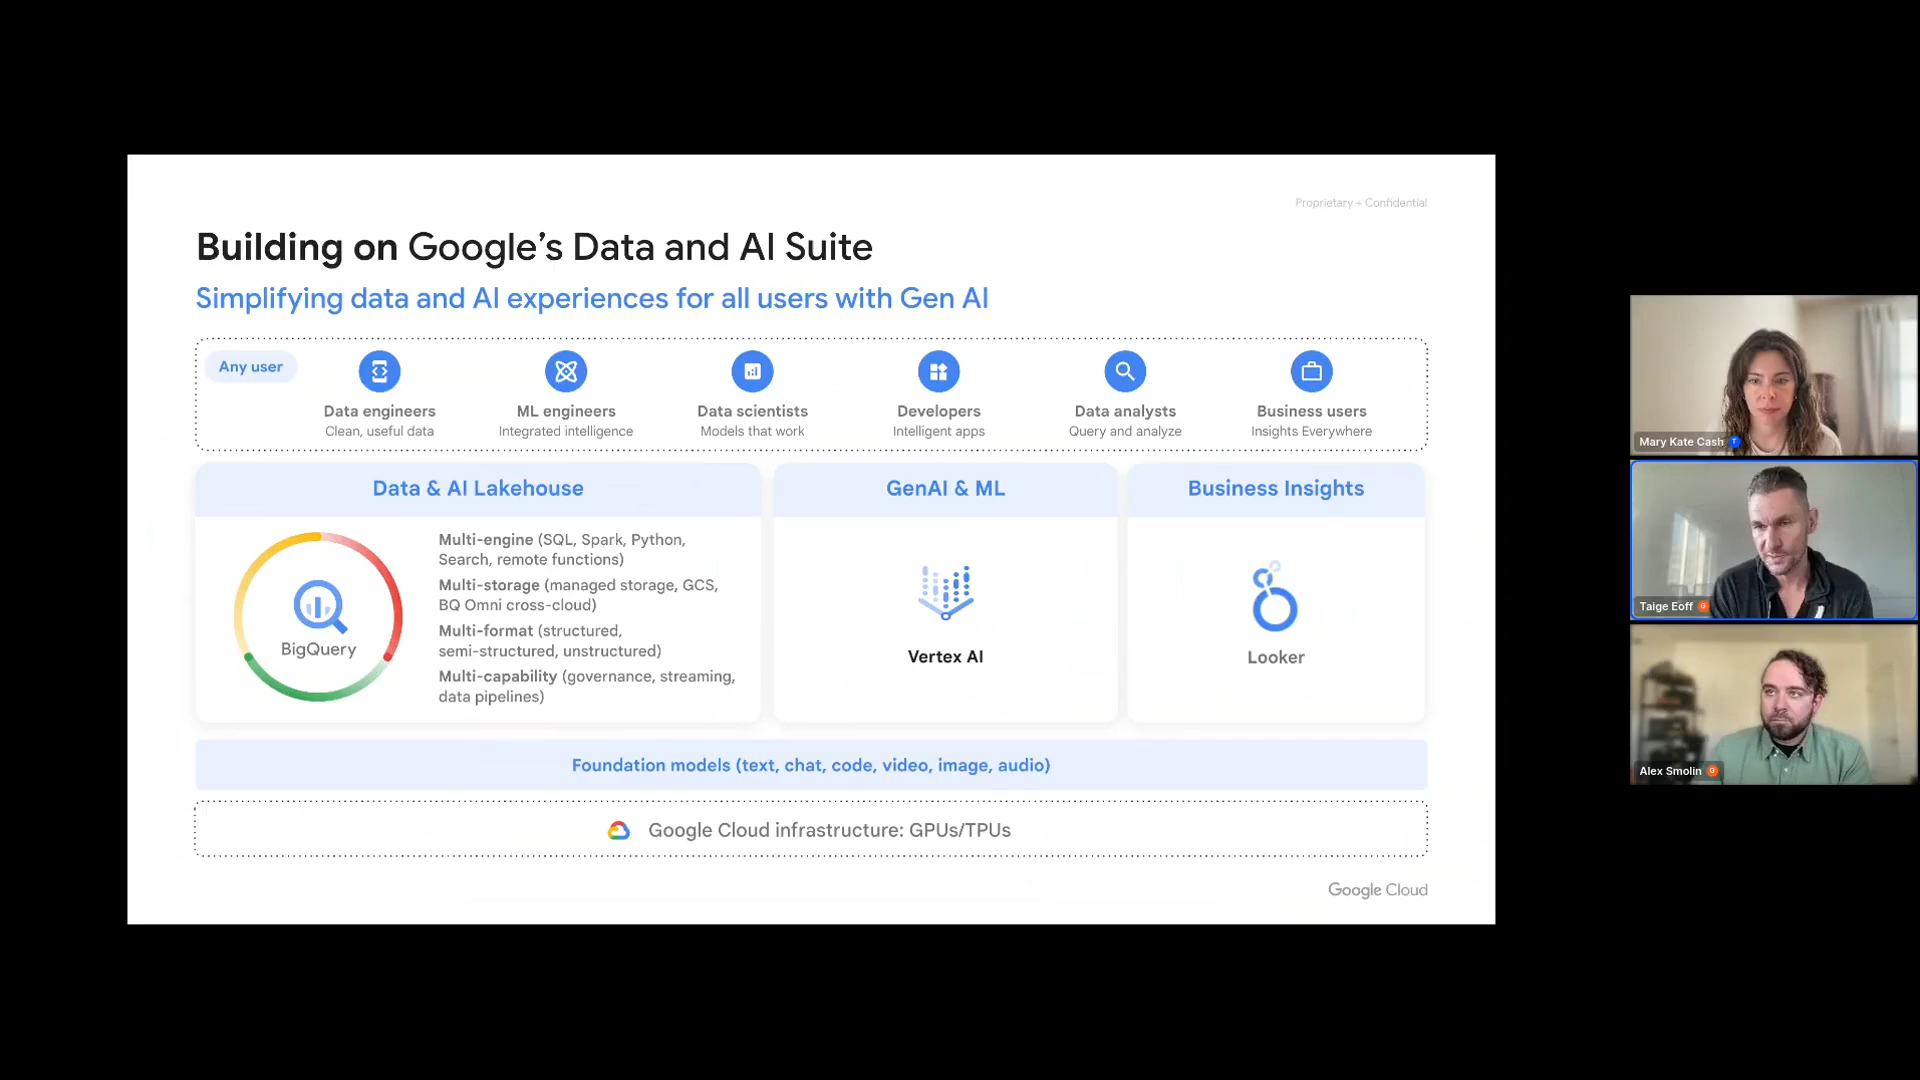 Proprietary + Confidential
Building on Google's Data and AI Suite
Simplifying data and AI experiences for all users with Gen AI
Any user
Data engineers
Clean, useful data
ML engineers
Integrated intelligence
Data scientists
Models that work
Developers
Intelligent apps
Data analysts
Query and analyze
Business users
Insights Everywhere
Data & AI Lakehouse
BigQuery
Multi-engine (SQL, Spark, Python,
Search, remote functions)
Multi-storage (managed storage, GCS,
BQ Omni cross-cloud)
Multi-format (structured,
semi-structured, unstructured)
Multi-capability (governance, streaming,
data pipelines)
GenAI & ML
Vertex AI
Business Insights
Looker
Foundation models (text, chat, code, video, image, audio)
Google Cloud infrastructure: GPUs/TPUs
Google Cloud
Mary Kate Cash T
Taige Eoff
Alex Smolin